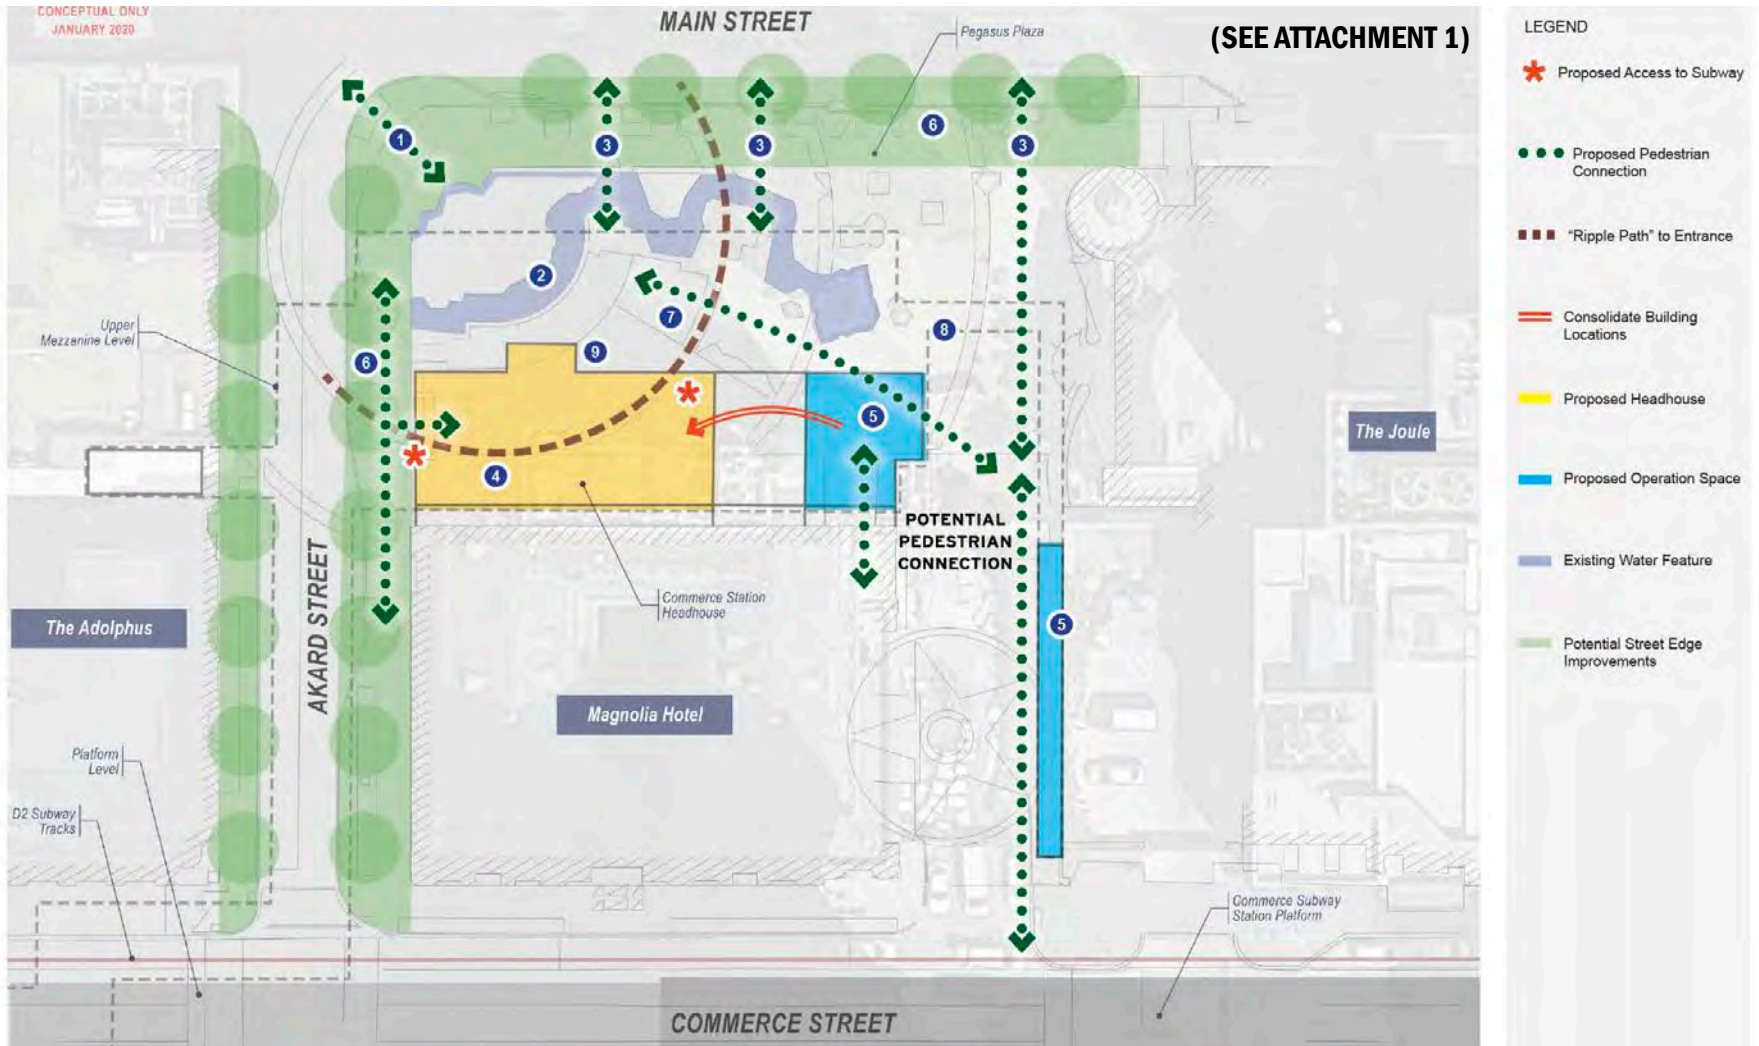 CONCEPTUAL ONLY
JANUARY 2020
MAIN STREET
Pegasus Plaza
(SEE ATTACHMENT 1)
1
3
3
6
3
2
7
8
6
9
5
4
Upper
Mezzanine Level
The Joule
POTENTIAL
PEDESTRIAN
CONNECTION
Commerce Station
Headhouse
The Adolphus
AKARD STREET
5
Magnolia Hotel
Platform
Level
D2 Subway
Tracks
Commerce Subway
Station Platform
COMMERCE STREET
LEGEND
Proposed Access to Subway
Proposed Pedestrian
Connection
"Ripple Path" to Entrance
Consolidate Building
Locations
Proposed Headhouse
Proposed Operation Space
Existing Water Feature
Potential Street Edge
Improvements